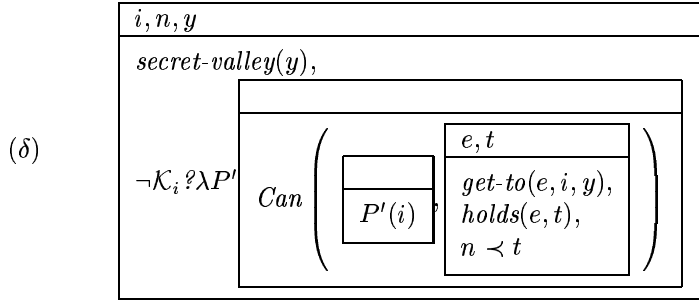 i, n, y
secret-valley(y),
(δ)
¬𝒦ᵢ?λP′
Can ( P′(i) ,
e, t
get-to(e, i, y),
holds(e, t),
n ≺ t )